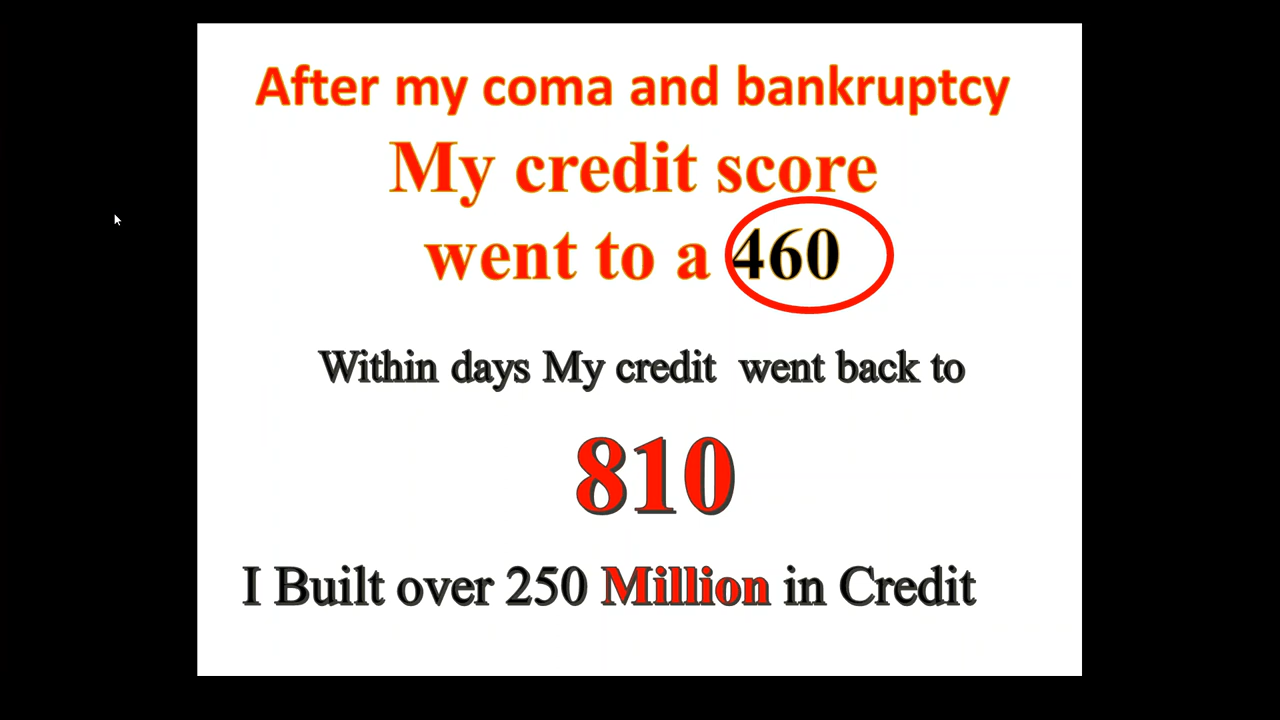 After my coma and bankruptcy
My credit score
went to a 460
Within days My credit went back to
810
I Built over 250 Million in Credit